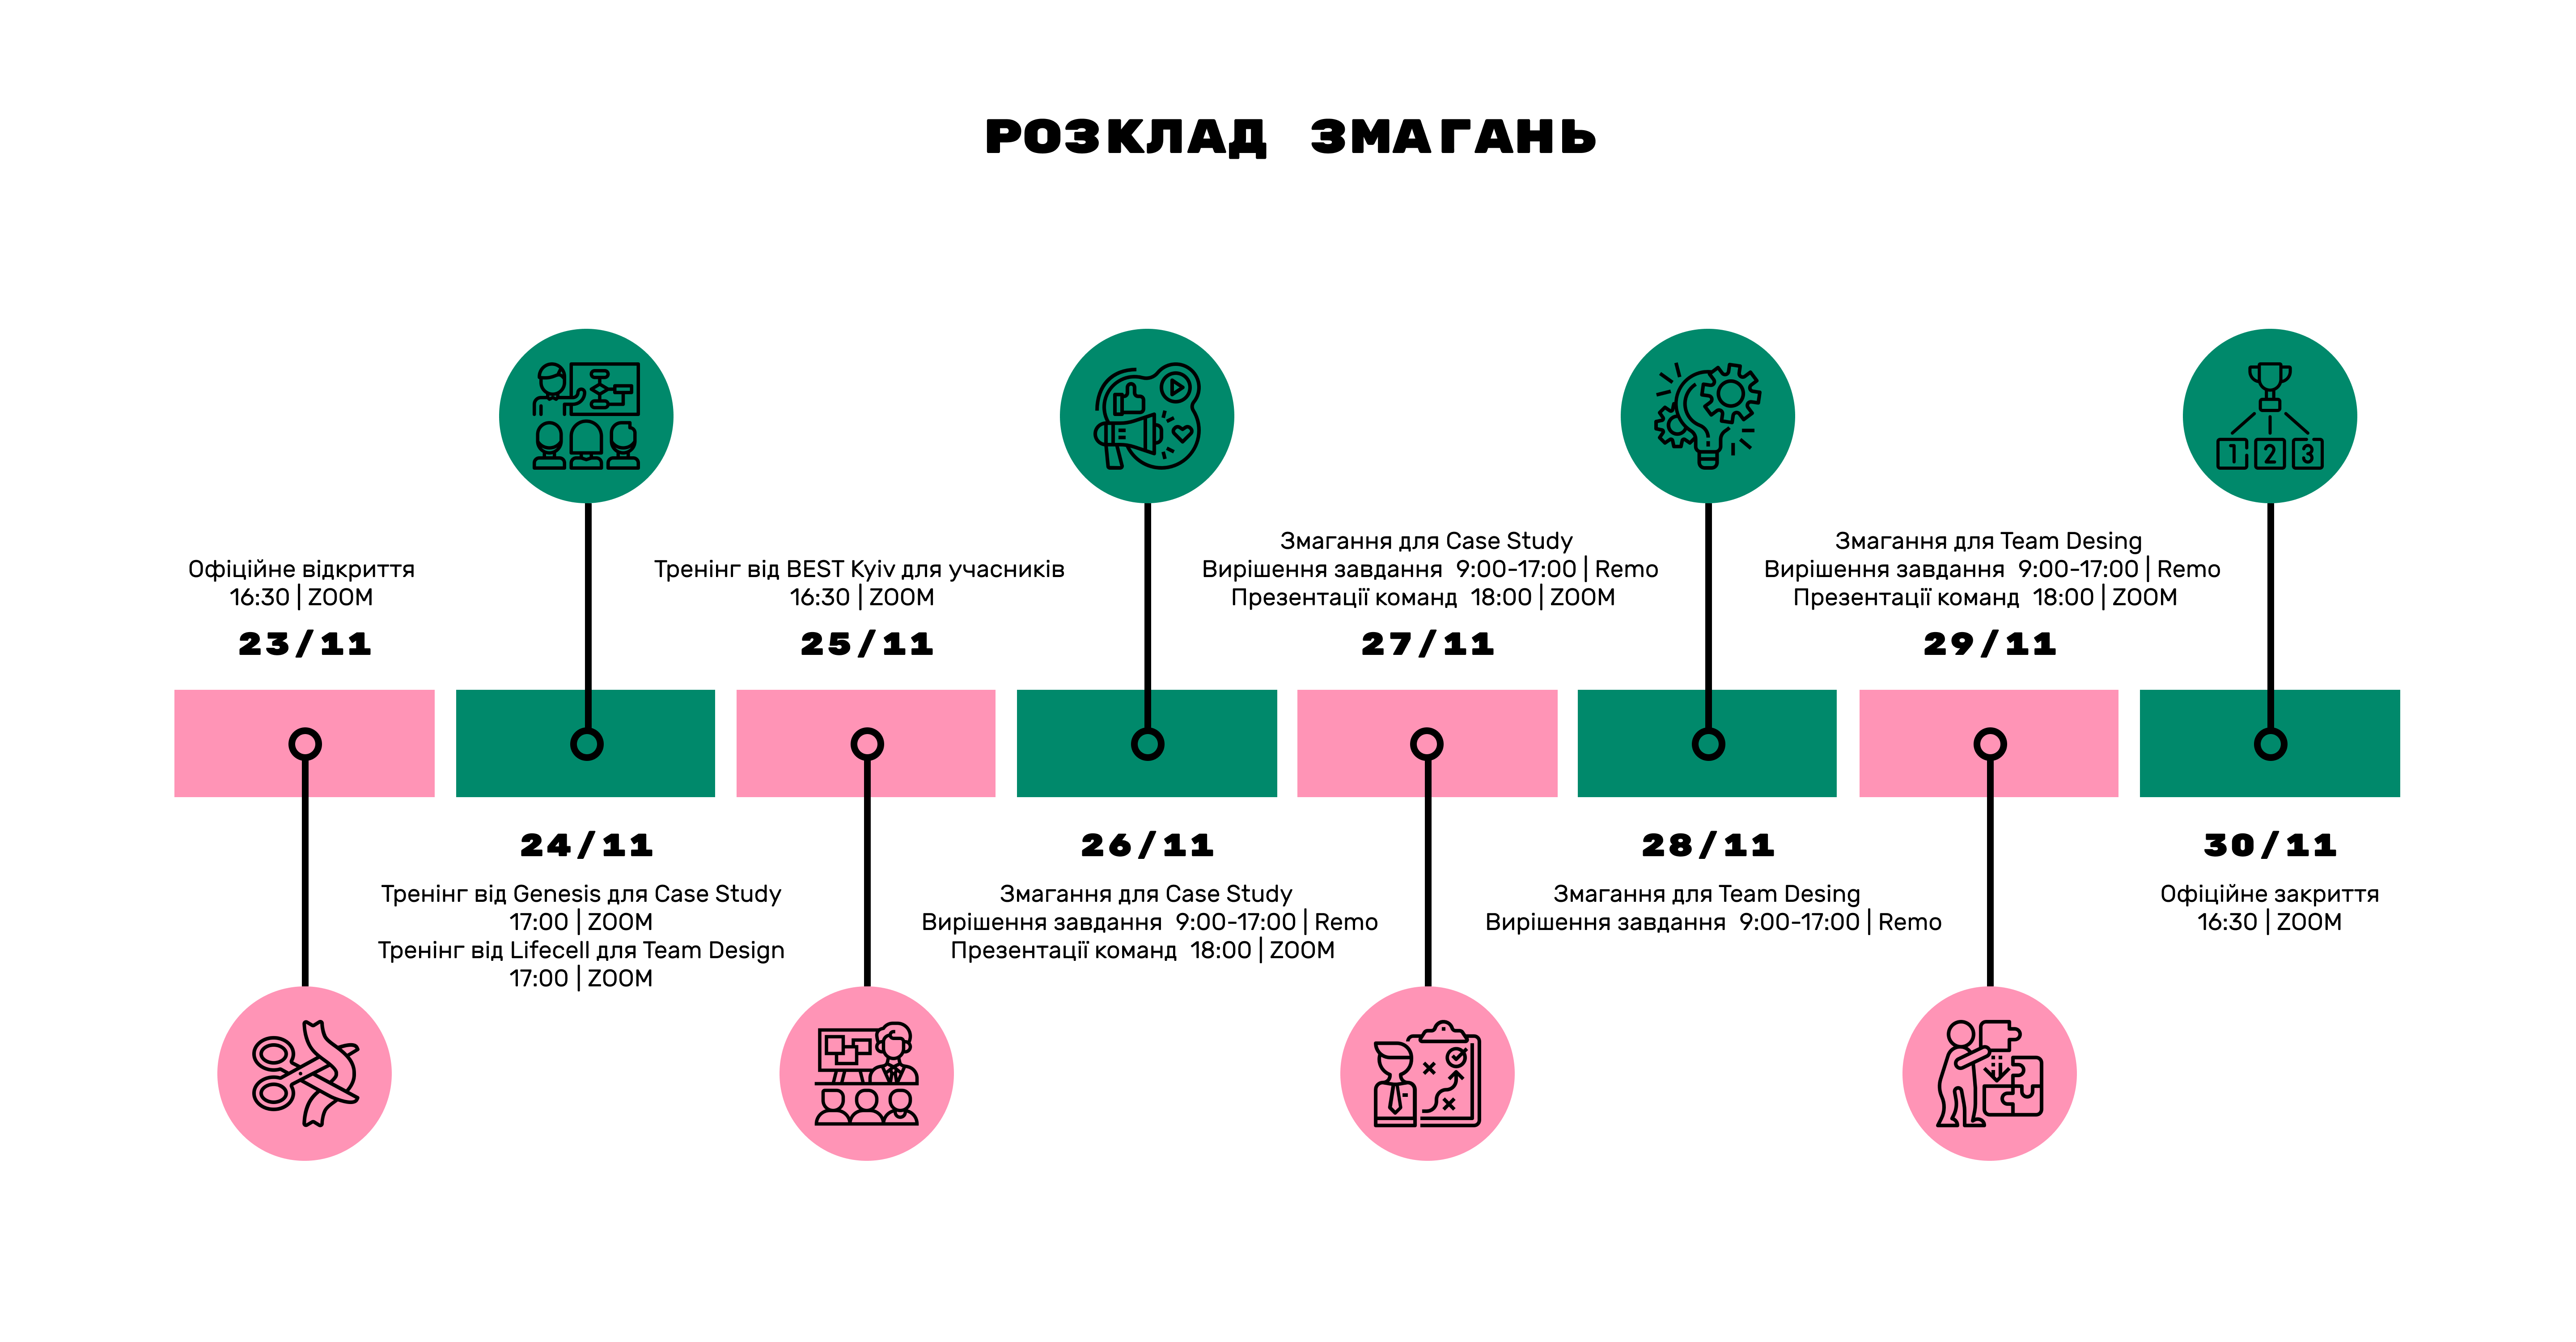 РОЗКЛАД ЗМАГАНЬ
Офіційне відкриття
16:30 | ZOOM
23/11
24/11
Тренінг від Genesis для Case Study
17:00 | ZOOM
Тренінг від Lifecell для Team Design
17:00 | ZOOM
Тренінг від BEST Kyiv для учасників
16:30 | ZOOM
25/11
26/11
Змагання для Case Study
Вирішення завдання 9:00-17:00 | Remo
Презентації команд 18:00 | ZOOM
Змагання для Case Study
Вирішення завдання 9:00-17:00 | Remo
Презентації команд 18:00 | ZOOM
27/11
28/11
Змагання для Team Desing
Вирішення завдання 9:00-17:00 | Remo
Змагання для Team Desing
Вирішення завдання 9:00-17:00 | Remo
Презентації команд 18:00 | ZOOM
29/11
1 2 3
30/11
Офіційне закриття
16:30 | ZOOM